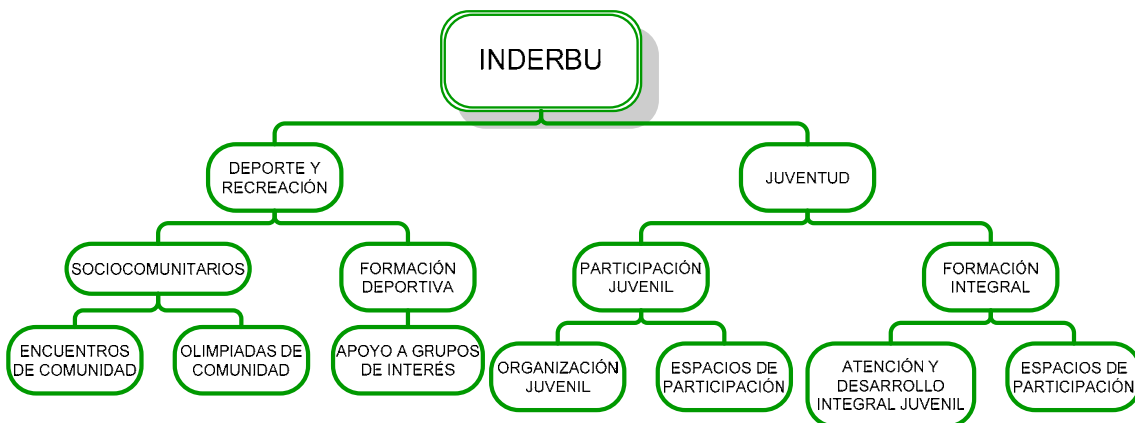 INDERBU
DEPORTE Y
RECREACIÓN
JUVENTUD
SOCIOCOMUNITARIOS
FORMACIÓN
DEPORTIVA
PARTICIPACIÓN
JUVENIL
FORMACIÓN
INTEGRAL
ENCUENTROS
DE COMUNIDAD
OLIMPIADAS DE
COMUNIDAD
APOYO A GRUPOS
DE INTERÉS
ORGANIZACIÓN
JUVENIL
ESPACIOS DE
PARTICIPACIÓN
ATENCIÓN Y
DESARROLLO
INTEGRAL JUVENIL
ESPACIOS DE
PARTICIPACIÓN